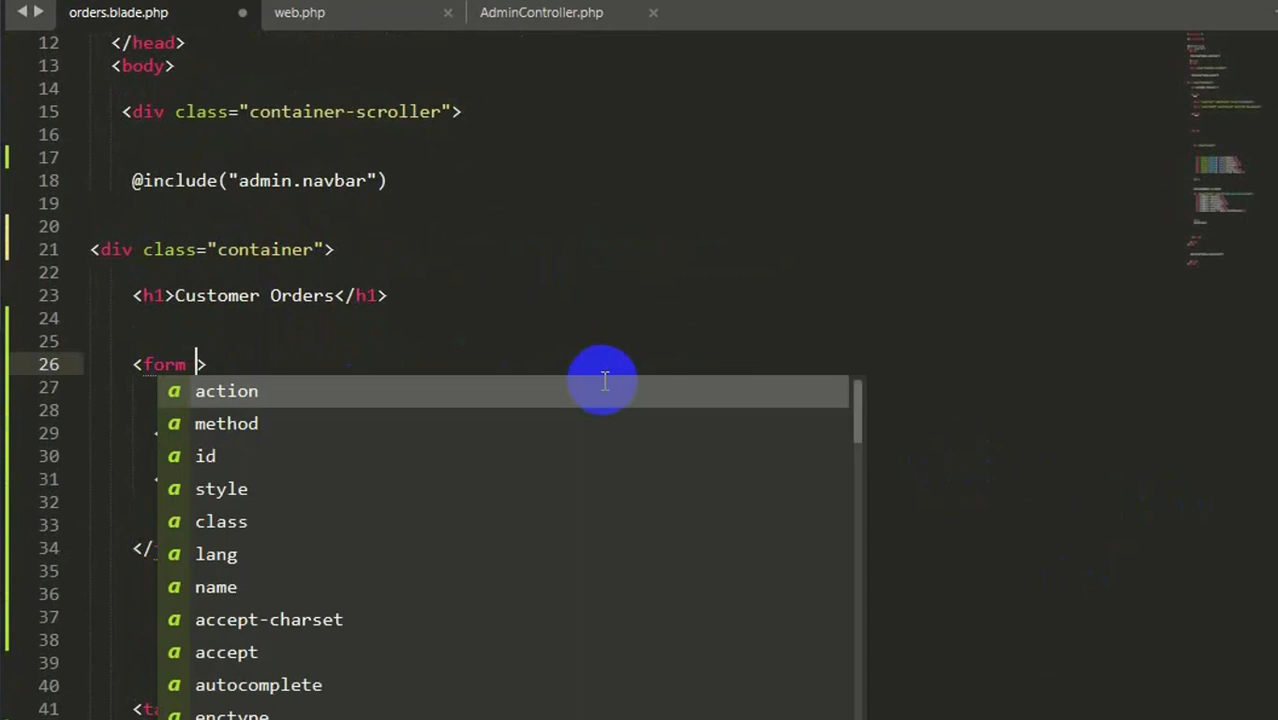 orders.blade.php web.php AdminController.php
12 </head>
13 <body>
14
15 <div class="container-scroller">
16
17
18 @include("admin.navbar")
19
20
21 <div class="container">
22
23 <h1>Customer Orders</h1>
24
25
26 <form >
27 action
28 method
29 <
30 id
31 <
32 style
33 class
34 </
35 lang
36 name
37 accept-charset
38
39 accept
40 autocomplete
41 <ta
enctype